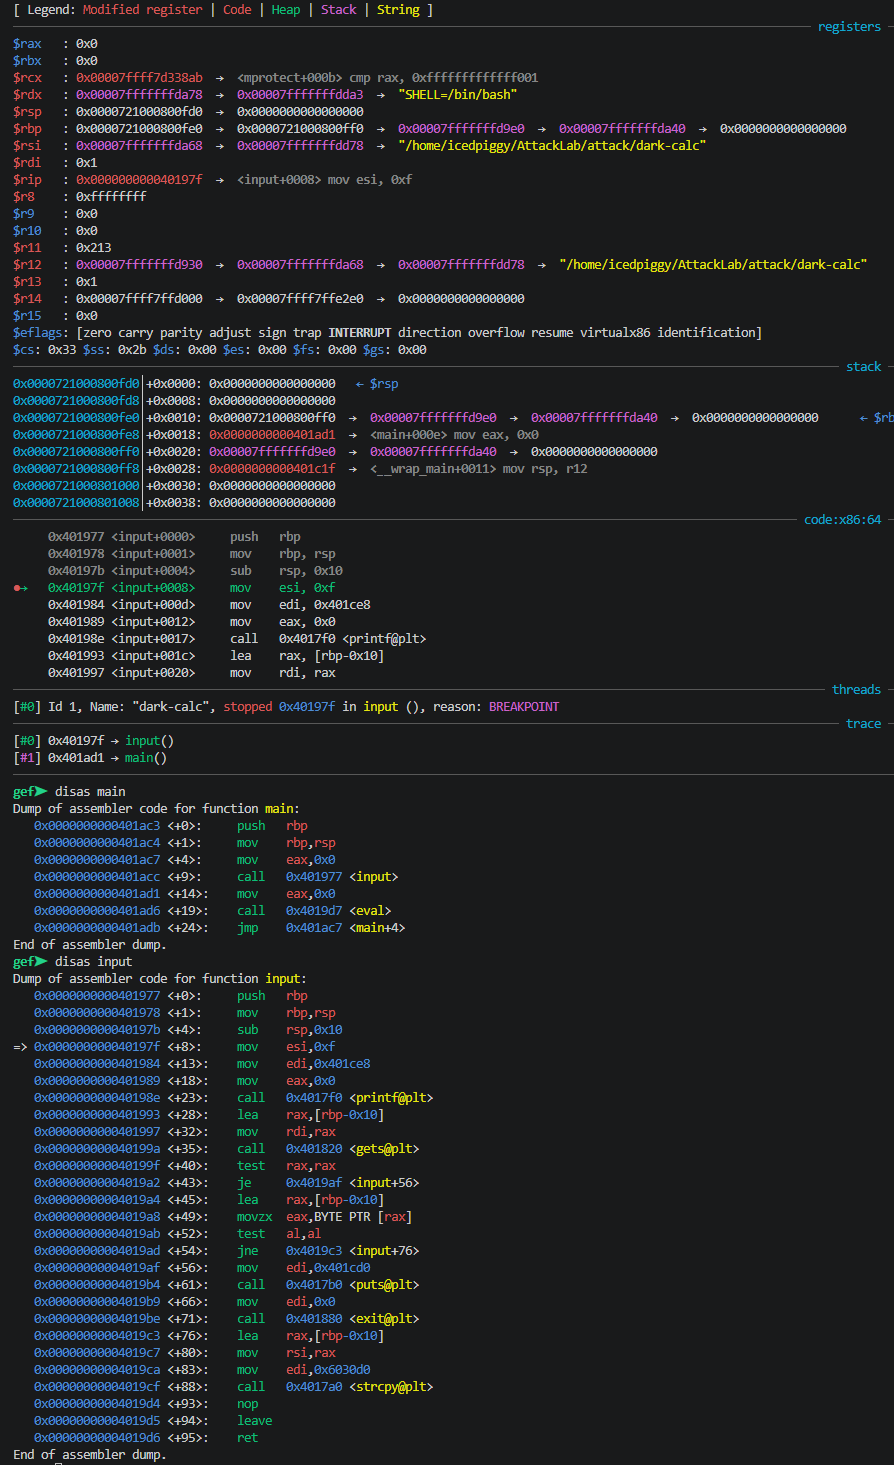 [ Legend: Modified register | Code | Heap | Stack | String ]
registers
$rax   : 0x0
$rbx   : 0x0
$rcx   : 0x00007ffff7d338ab  →  <mprotect+000b> cmp rax, 0xfffffffffffff001
$rdx   : 0x00007fffffffda78  →  0x00007fffffffdda3  →  "SHELL=/bin/bash"
$rsp   : 0x0000721000800fd0  →  0x0000000000000000
$rbp   : 0x0000721000800fe0  →  0x0000721000800ff0  →  0x00007fffffffd9e0  →  0x00007fffffffda40  →  0x0000000000000000
$rsi   : 0x00007fffffffda68  →  0x00007fffffffdd78  →  "/home/icedpiggy/AttackLab/attack/dark-calc"
$rdi   : 0x1
$rip   : 0x000000000040197f  →  <input+0008> mov esi, 0xf
$r8    : 0xffffffff
$r9    : 0x0
$r10   : 0x0
$r11   : 0x213
$r12   : 0x00007fffffffd930  →  0x00007fffffffda68  →  0x00007fffffffdd78  →  "/home/icedpiggy/AttackLab/attack/dark-calc"
$r13   : 0x1
$r14   : 0x00007ffff7ffd000  →  0x00007ffff7ffe2e0  →  0x0000000000000000
$r15   : 0x0
$eflags: [zero carry parity adjust sign trap INTERRUPT direction overflow resume virtualx86 identification]
$cs: 0x33 $ss: 0x2b $ds: 0x00 $es: 0x00 $fs: 0x00 $gs: 0x00
stack
0x0000721000800fd0│+0x0000: 0x0000000000000000   ← $rsp
0x0000721000800fd8│+0x0008: 0x0000000000000000
0x0000721000800fe0│+0x0010: 0x0000721000800ff0  →  0x00007fffffffd9e0  →  0x00007fffffffda40  →  0x0000000000000000      ← $rb
0x0000721000800fe8│+0x0018: 0x0000000000401ad1  →  <main+000e> mov eax, 0x0
0x0000721000800ff0│+0x0020: 0x00007fffffffd9e0  →  0x00007fffffffda40  →  0x0000000000000000
0x0000721000800ff8│+0x0028: 0x0000000000401c1f  →  <__wrap_main+0011> mov rsp, r12
0x0000721000801000│+0x0030: 0x0000000000000000
0x0000721000801008│+0x0038: 0x0000000000000000
code:x86:64
0x401977 <input+0000>     push   rbp
0x401978 <input+0001>     mov    rbp, rsp
0x40197b <input+0004>     sub    rsp, 0x10
●→   0x40197f <input+0008>     mov    esi, 0xf
0x401984 <input+000d>     mov    edi, 0x401ce8
0x401989 <input+0012>     mov    eax, 0x0
0x40198e <input+0017>     call   0x4017f0 <printf@plt>
0x401993 <input+001c>     lea    rax, [rbp-0x10]
0x401997 <input+0020>     mov    rdi, rax
threads
[#0] Id 1, Name: "dark-calc", stopped 0x40197f in input (), reason: BREAKPOINT
trace
[#0] 0x40197f → input()
[#1] 0x401ad1 → main()
gef➤  disas main
Dump of assembler code for function main:
0x0000000000401ac3 <+0>:     push   rbp
0x0000000000401ac4 <+1>:     mov    rbp,rsp
0x0000000000401ac7 <+4>:     mov    eax,0x0
0x0000000000401acc <+9>:     call   0x401977 <input>
0x0000000000401ad1 <+14>:    mov    eax,0x0
0x0000000000401ad6 <+19>:    call   0x4019d7 <eval>
0x0000000000401adb <+24>:    jmp    0x401ac7 <main+4>
End of assembler dump.
gef➤  disas input
Dump of assembler code for function input:
0x0000000000401977 <+0>:     push   rbp
0x0000000000401978 <+1>:     mov    rbp,rsp
0x000000000040197b <+4>:     sub    rsp,0x10
=> 0x000000000040197f <+8>:     mov    esi,0xf
0x0000000000401984 <+13>:    mov    edi,0x401ce8
0x0000000000401989 <+18>:    mov    eax,0x0
0x000000000040198e <+23>:    call   0x4017f0 <printf@plt>
0x0000000000401993 <+28>:    lea    rax,[rbp-0x10]
0x0000000000401997 <+32>:    mov    rdi,rax
0x000000000040199a <+35>:    call   0x401820 <gets@plt>
0x000000000040199f <+40>:    test   rax,rax
0x00000000004019a2 <+43>:    je     0x4019af <input+56>
0x00000000004019a4 <+45>:    lea    rax,[rbp-0x10]
0x00000000004019a8 <+49>:    movzx  eax,BYTE PTR [rax]
0x00000000004019ab <+52>:    test   al,al
0x00000000004019ad <+54>:    jne    0x4019c3 <input+76>
0x00000000004019af <+56>:    mov    edi,0x401cd0
0x00000000004019b4 <+61>:    call   0x4017b0 <puts@plt>
0x00000000004019b9 <+66>:    mov    edi,0x0
0x00000000004019be <+71>:    call   0x401880 <exit@plt>
0x00000000004019c3 <+76>:    lea    rax,[rbp-0x10]
0x00000000004019c7 <+80>:    mov    rsi,rax
0x00000000004019ca <+83>:    mov    edi,0x6030d0
0x00000000004019cf <+88>:    call   0x4017a0 <strcpy@plt>
0x00000000004019d4 <+93>:    nop
0x00000000004019d5 <+94>:    leave
0x00000000004019d6 <+95>:    ret
End of assembler dump.